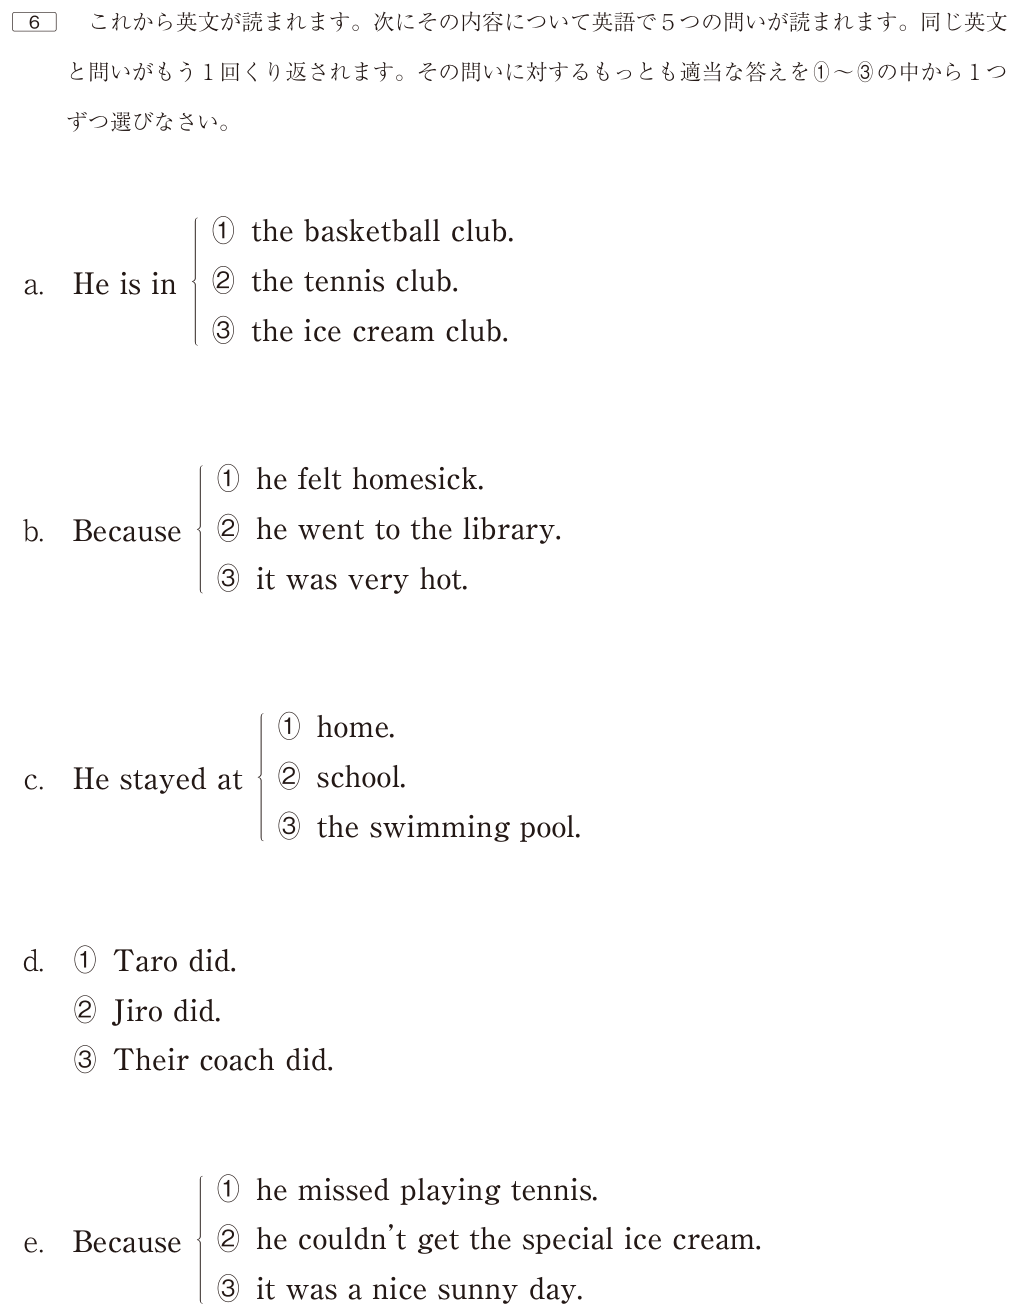 6 これから英文が読まれます。次にその内容について英語で５つの問いが読まれます。同じ英文
と問いがもう１回くり返されます。その問いに対するもっとも適当な答えを①～③の中から１つ
ずつ選びなさい。
① the basketball club.
a. He is in ② the tennis club.
③ the ice cream club.
① he felt homesick.
b. Because ② he went to the library.
③ it was very hot.
① home.
c. He stayed at ② school.
③ the swimming pool.
d. ① Taro did.
② Jiro did.
③ Their coach did.
① he missed playing tennis.
e. Because ② he couldn't get the special ice cream.
③ it was a nice sunny day.